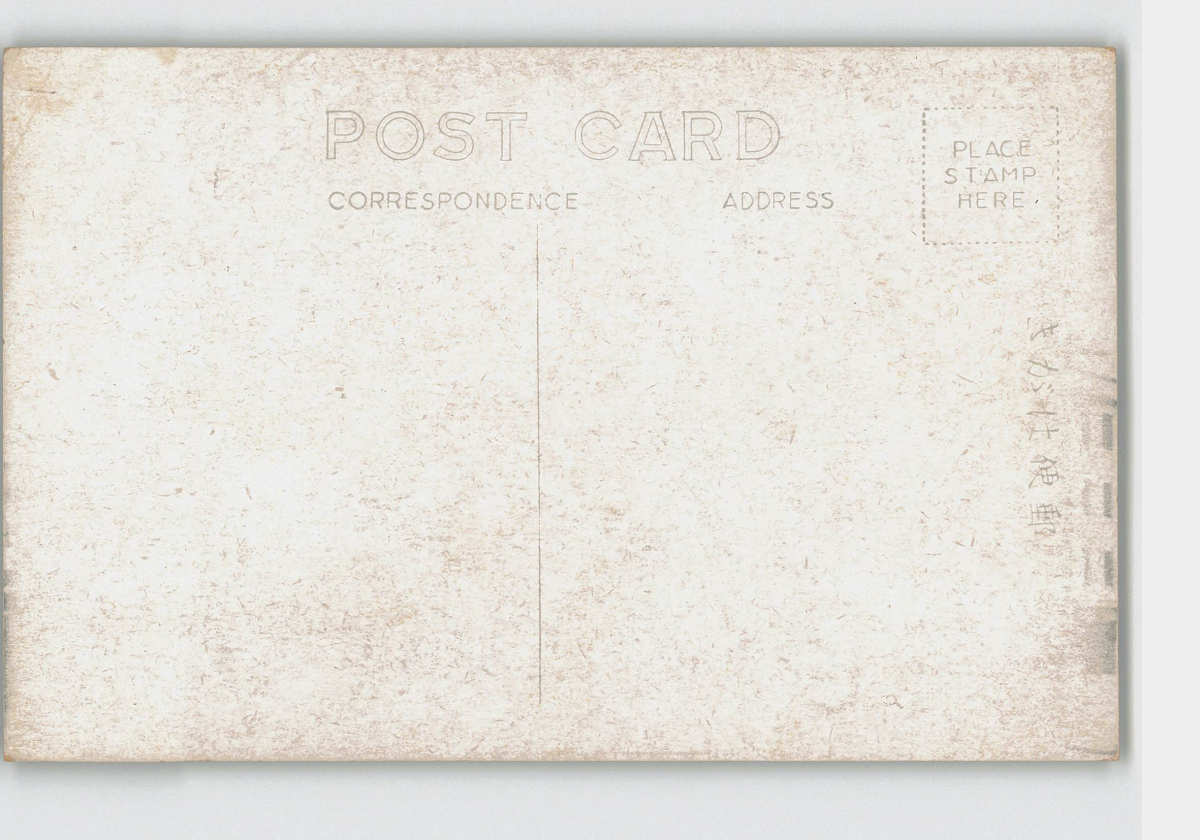 POST CARD
CORRESPONDENCE
ADDRESS
PLACE
STAMP
HERE
郵便はがき